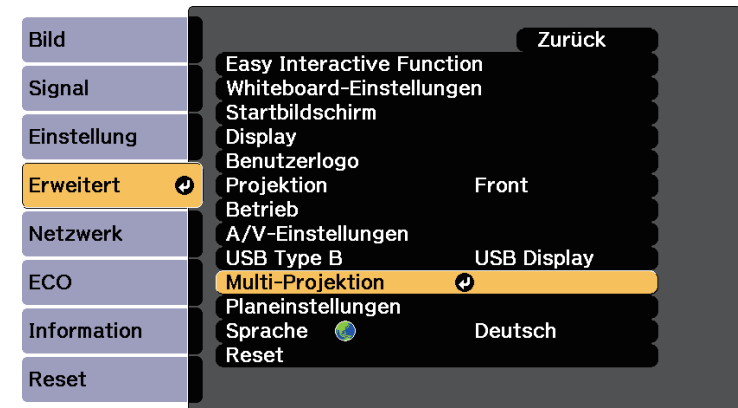 Bild
Signal
Einstellung
Erweitert
Netzwerk
ECO
Information
Reset
Zurück
Easy Interactive Function
Whiteboard-Einstellungen
Startbildschirm
Display
Benutzerlogo
Projektion Front
Betrieb
A/V-Einstellungen
USB Type B USB Display
Multi-Projektion
Planeinstellungen
Sprache Deutsch
Reset